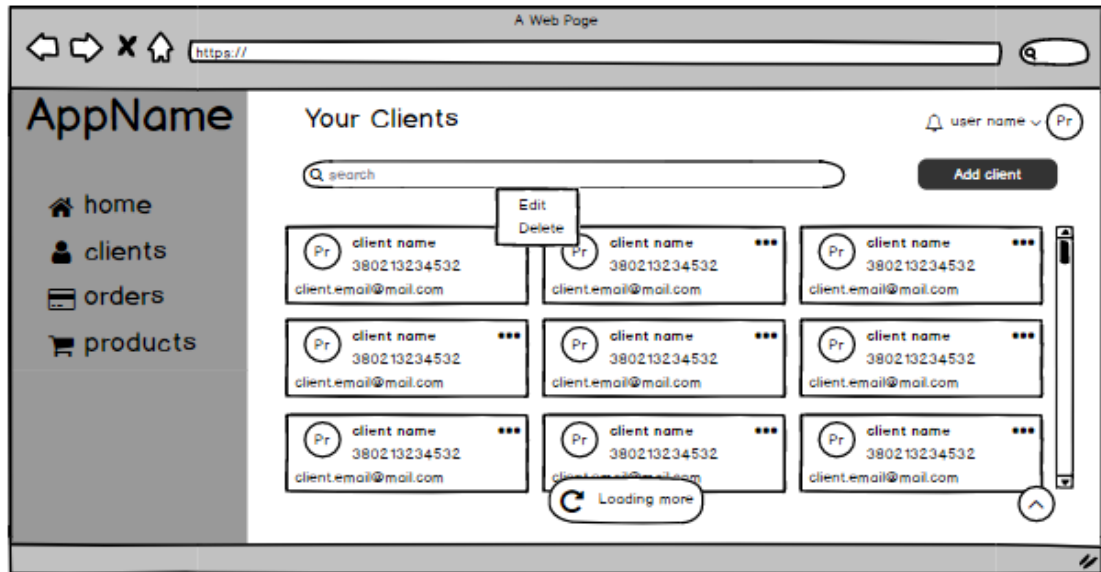 A Web Page
https://
AppName
home
clients
orders
products
Your Clients
user name
Pr
search
Add client
Edit
Delete
Pr
client name
380213234532
client.email@mail.com
Pr
client name
380213234532
client.email@mail.com
Pr
client name
380213234532
client.email@mail.com
Pr
client name
380213234532
client.email@mail.com
Pr
client name
380213234532
client.email@mail.com
Pr
client name
380213234532
client.email@mail.com
Pr
client name
380213234532
client.email@mail.com
Pr
client name
380213234532
client.email@mail.com
Pr
client name
380213234532
client.email@mail.com
Loading more